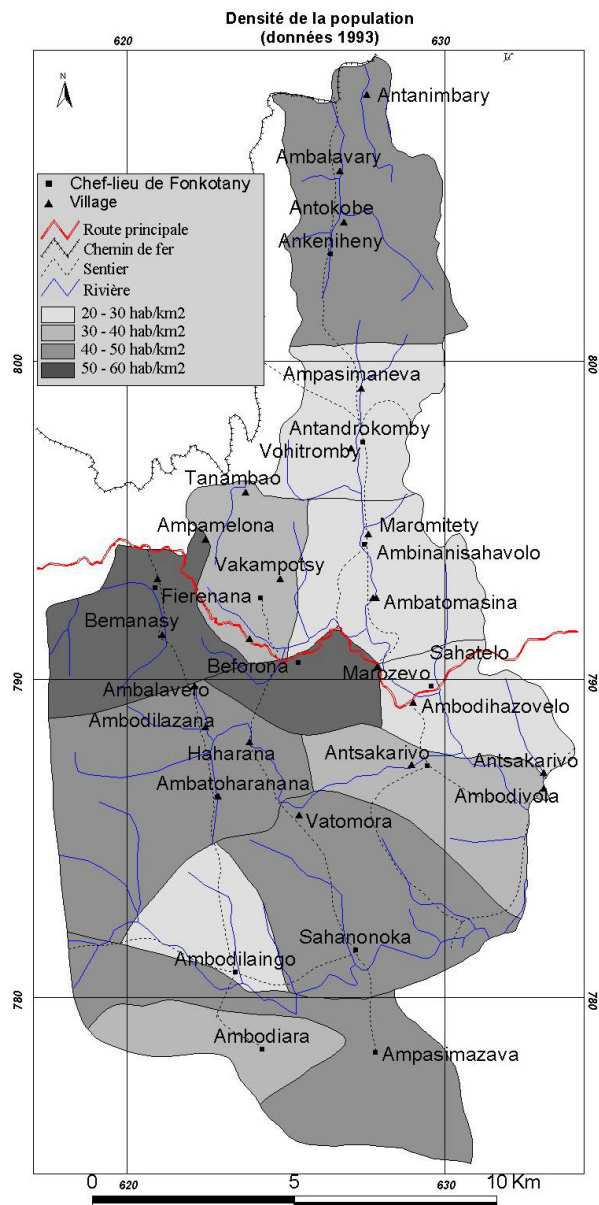 Densité de la population
(données 1993)
620
630
N
Antanimbary
Ambalavary
Antokobe
Ankeniheny
Chef-lieu de Fonkotany
Village
Route principale
Chemin de fer
Sentier
Rivière
20 - 30 hab/km2
30 - 40 hab/km2
40 - 50 hab/km2
50 - 60 hab/km2
800
800
Ampasimaneva
Antandrokomby
Vohitromby
Tanambao
Ampamelona
Maromitety
Ambinanisahavolo
Vakampotsy
Fierenana
Ambatomasina
Bemanasy
Beforona
Sahatelo
Marozevo
790
790
Ambalavero
Ambodihazovelo
Ambodilazana
Haharana
Antsakarivo
Antsakarivo
Ambatoharanana
Ambodivola
Vatomora
Sahanonoka
Ambodilaingo
780
780
Ambodiara
Ampasimazava
0
5
10 Km
620
630